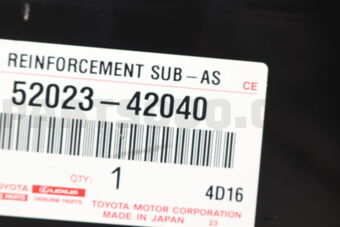 REINFORCEMENT SUB-AS
CE
52023-42040
QTY:
1
4D16
TOYOTA
LEXUS
PARTS
GENUINE PARTS
TOYOTA MOTOR CORPORATION
MADE IN JAPAN
23